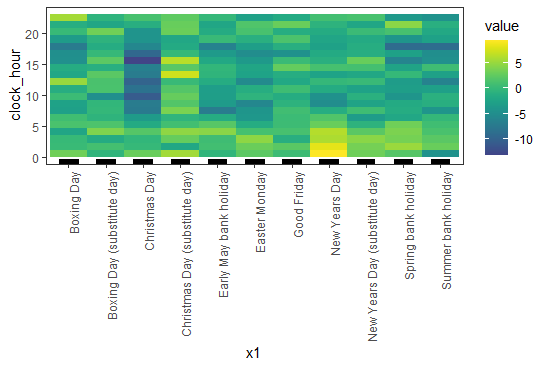 value
5
0
-5
-10
clock_hour
20
15
10
5
0
Boxing Day
Boxing Day (substitute day)
Christmas Day
Christmas Day (substitute day)
Early May bank holiday
Easter Monday
Good Friday
New Years Day
New Years Day (substitute day)
Spring bank holiday
Summer bank holiday
x1